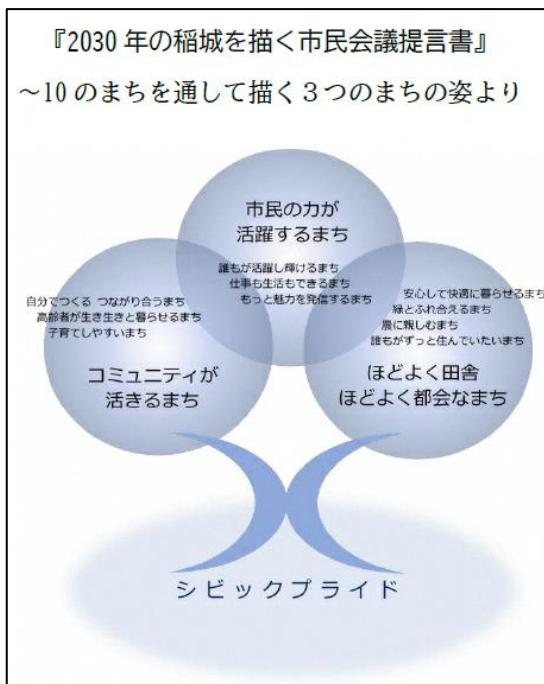 『2030 年の稲城を描く市民会議提言書』
～10 のまちを通して描く３つのまちの姿より
市民の力が
活躍するまち
誰もが活躍し輝けるまち
仕事も生活もできるまち
もっと魅力を発信するまち
自分でつくる つながり合うまち
高齢者が生き生きと暮らせるまち
子育てしやすいまち
コミュニティが
活きるまち
安心して快適に暮らせるまち
緑とふれ合えるまち
農に親しむまち
誰もがずっと住んでいたいまち
ほどよく田舎
ほどよく都会なまち
シビックプライド